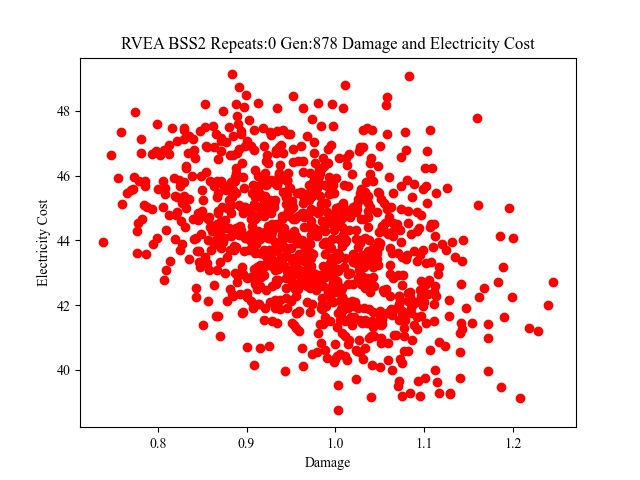 RVEA BSS2 Repeats:0 Gen:878 Damage and Electricity Cost
48
46
44
42
40
Electricity Cost
0.8 0.9 1.0 1.1 1.2
Damage